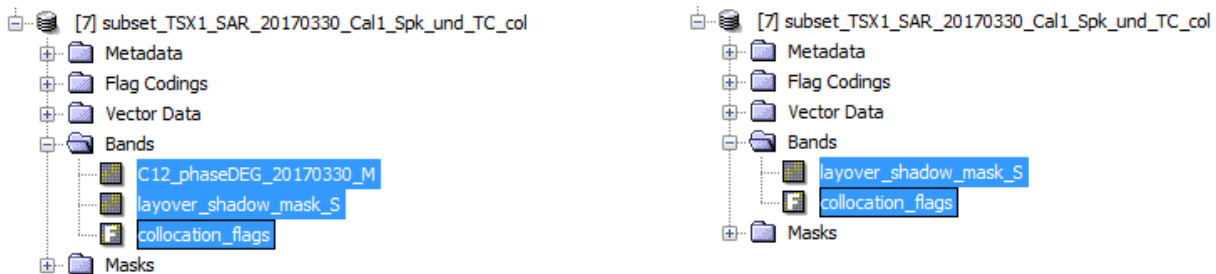 [7] subset_TSX1_SAR_20170330_Cal1_Spk_und_TC_col
Metadata
Flag Codings
Vector Data
Bands
C12_phaseDEG_20170330_M
layover_shadow_mask_S
F collocation_flags
Masks
[7] subset_TSX1_SAR_20170330_Cal1_Spk_und_TC_col
Metadata
Flag Codings
Vector Data
Bands
layover_shadow_mask_S
F collocation_flags
Masks